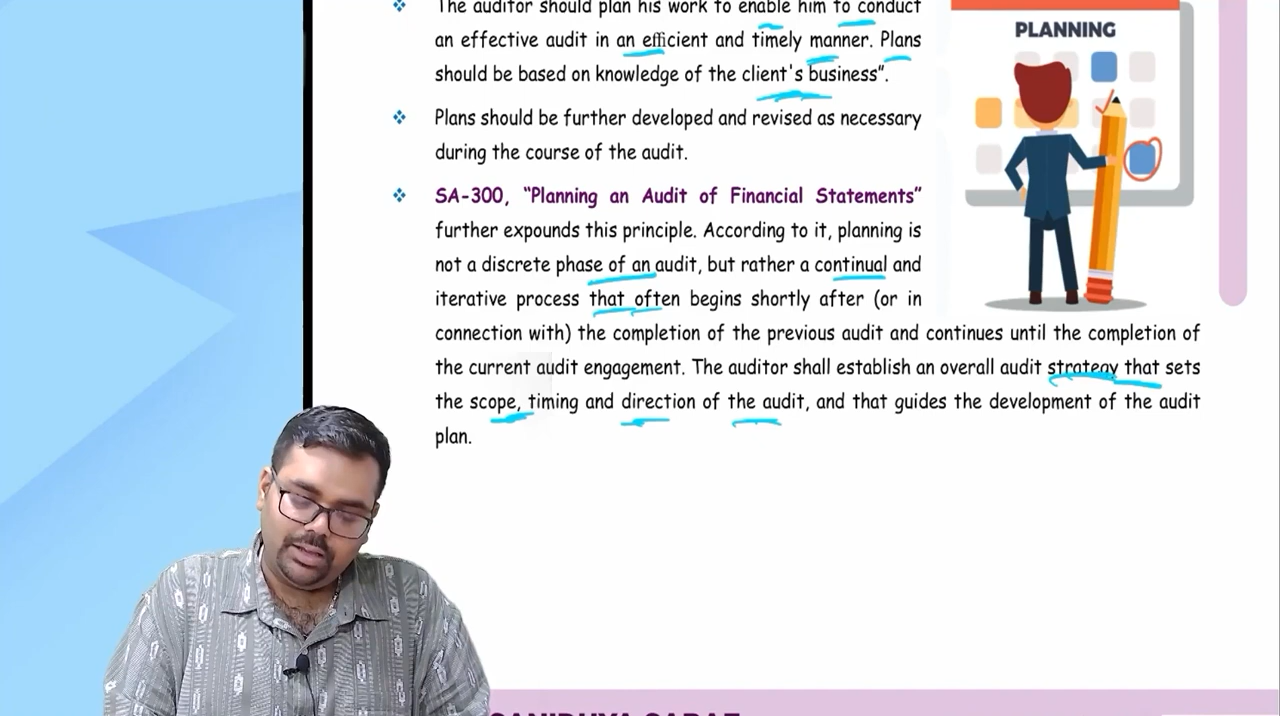 The auditor should plan his work to enable him to conduct
an effective audit in an efficient and timely manner. Plans
should be based on knowledge of the client's business".
Plans should be further developed and revised as necessary
during the course of the audit.
SA-300, "Planning an Audit of Financial Statements"
further expounds this principle. According to it, planning is
not a discrete phase of an audit, but rather a continual and
iterative process that often begins shortly after (or in
connection with) the completion of the previous audit and continues until the completion of
the current audit engagement. The auditor shall establish an overall audit strategy that sets
the scope, timing and direction of the audit, and that guides the development of the audit
plan.
PLANNING